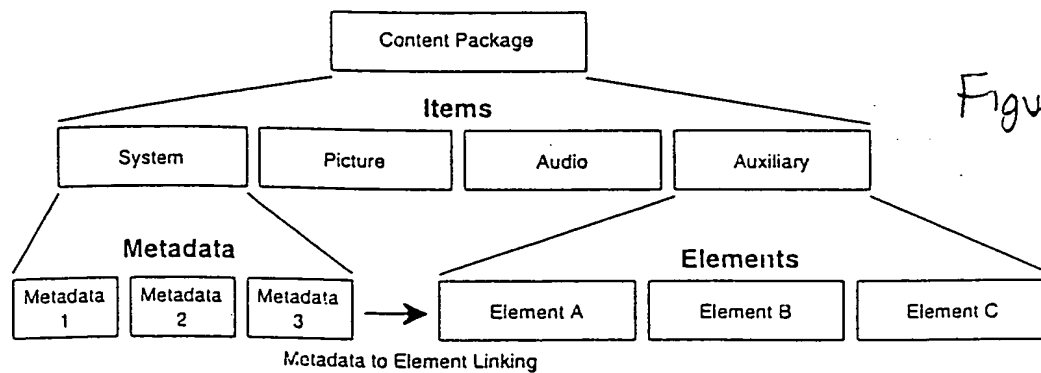 Content Package
Items
Figu
System
Picture
Audio
Auxiliary
Metadata
Elements
Metadata
1
Metadata
2
Metadata
3
Element A
Element B
Element C
Metadata to Element Linking